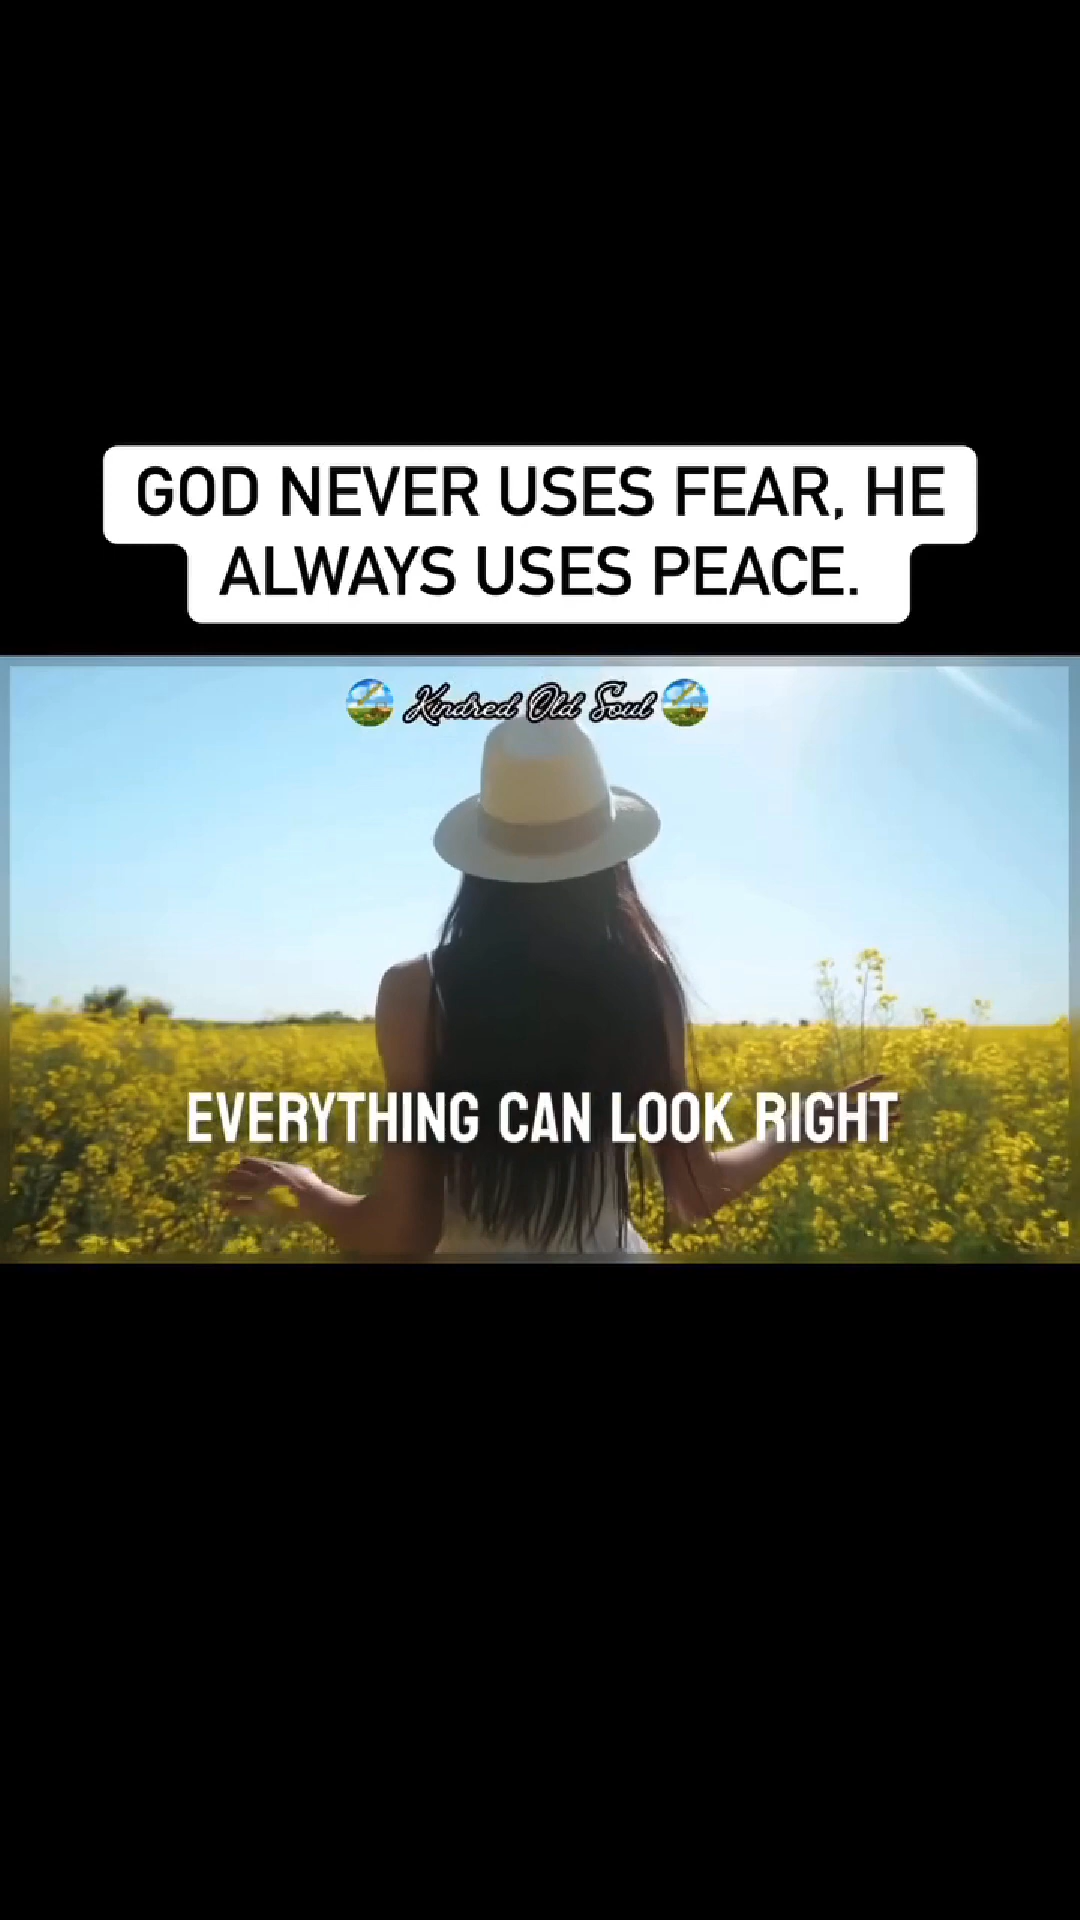 GOD NEVER USES FEAR, HE
ALWAYS USES PEACE.
Kindred Old Soul
EVERYTHING CAN LOOK RIGHT